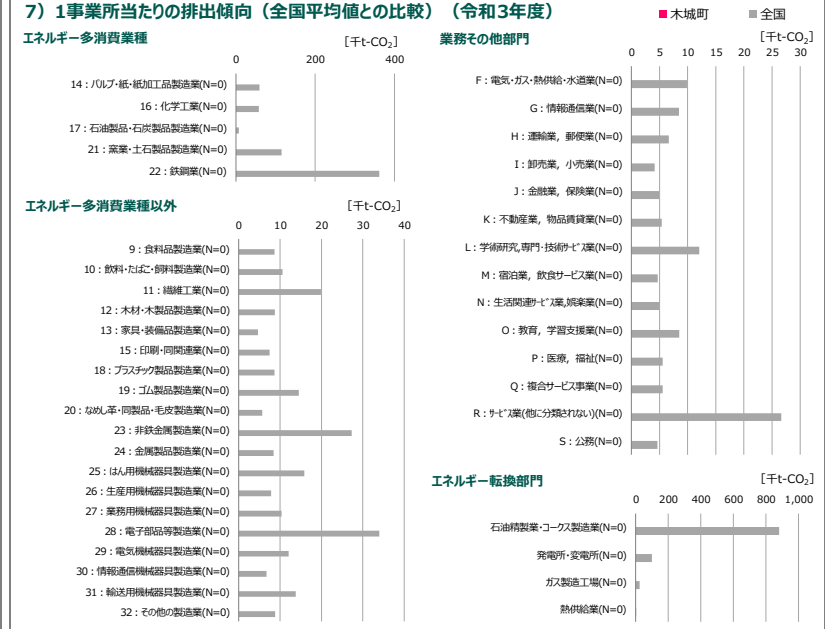 7）1事業所当たりの排出傾向（全国平均値との比較）（令和3年度）
■木城町 ■全国
エネルギー多消費業種
[千t-CO2]
0 200 400
14：パルプ・紙・紙加工品製造業(N=0)
16：化学工業(N=0)
17：石油製品・石炭製品製造業(N=0)
21：窯業・土石製品製造業(N=0)
22：鉄鋼業(N=0)
エネルギー多消費業種以外
[千t-CO2]
0 10 20 30 40
9：食料品製造業(N=0)
10：飲料・たばこ・飼料製造業(N=0)
11：繊維工業(N=0)
12：木材・木製品製造業(N=0)
13：家具・装備品製造業(N=0)
15：印刷・同関連業(N=0)
18：プラスチック製品製造業(N=0)
19：ゴム製品製造業(N=0)
20：なめし革・同製品・毛皮製造業(N=0)
23：非鉄金属製造業(N=0)
24：金属製品製造業(N=0)
25：はん用機械器具製造業(N=0)
26：生産用機械器具製造業(N=0)
27：業務用機械器具製造業(N=0)
28：電子部品等製造業(N=0)
29：電気機械器具製造業(N=0)
30：情報通信機械器具製造業(N=0)
31：輸送用機械器具製造業(N=0)
32：その他の製造業(N=0)
業務その他部門
[千t-CO2]
0 5 10 15 20 25 30
F：電気・ガス・熱供給・水道業(N=0)
G：情報通信業(N=0)
H：運輸業，郵便業(N=0)
I：卸売業，小売業(N=0)
J：金融業，保険業(N=0)
K：不動産業，物品賃貸業(N=0)
L：学術研究,専門・技術ｻｰﾋﾞｽ業(N=0)
M：宿泊業，飲食サービス業(N=0)
N：生活関連ｻｰﾋﾞｽ業,娯楽業(N=0)
O：教育，学習支援業(N=0)
P：医療，福祉(N=0)
Q：複合サービス事業(N=0)
R：ｻｰﾋﾞｽ業(他に分類されない)(N=0)
S：公務(N=0)
エネルギー転換部門
[千t-CO2]
0 200 400 600 800 1,000
石油精製業・コークス製造業(N=0)
発電所・変電所(N=0)
ガス製造工場(N=0)
熱供給業(N=0)